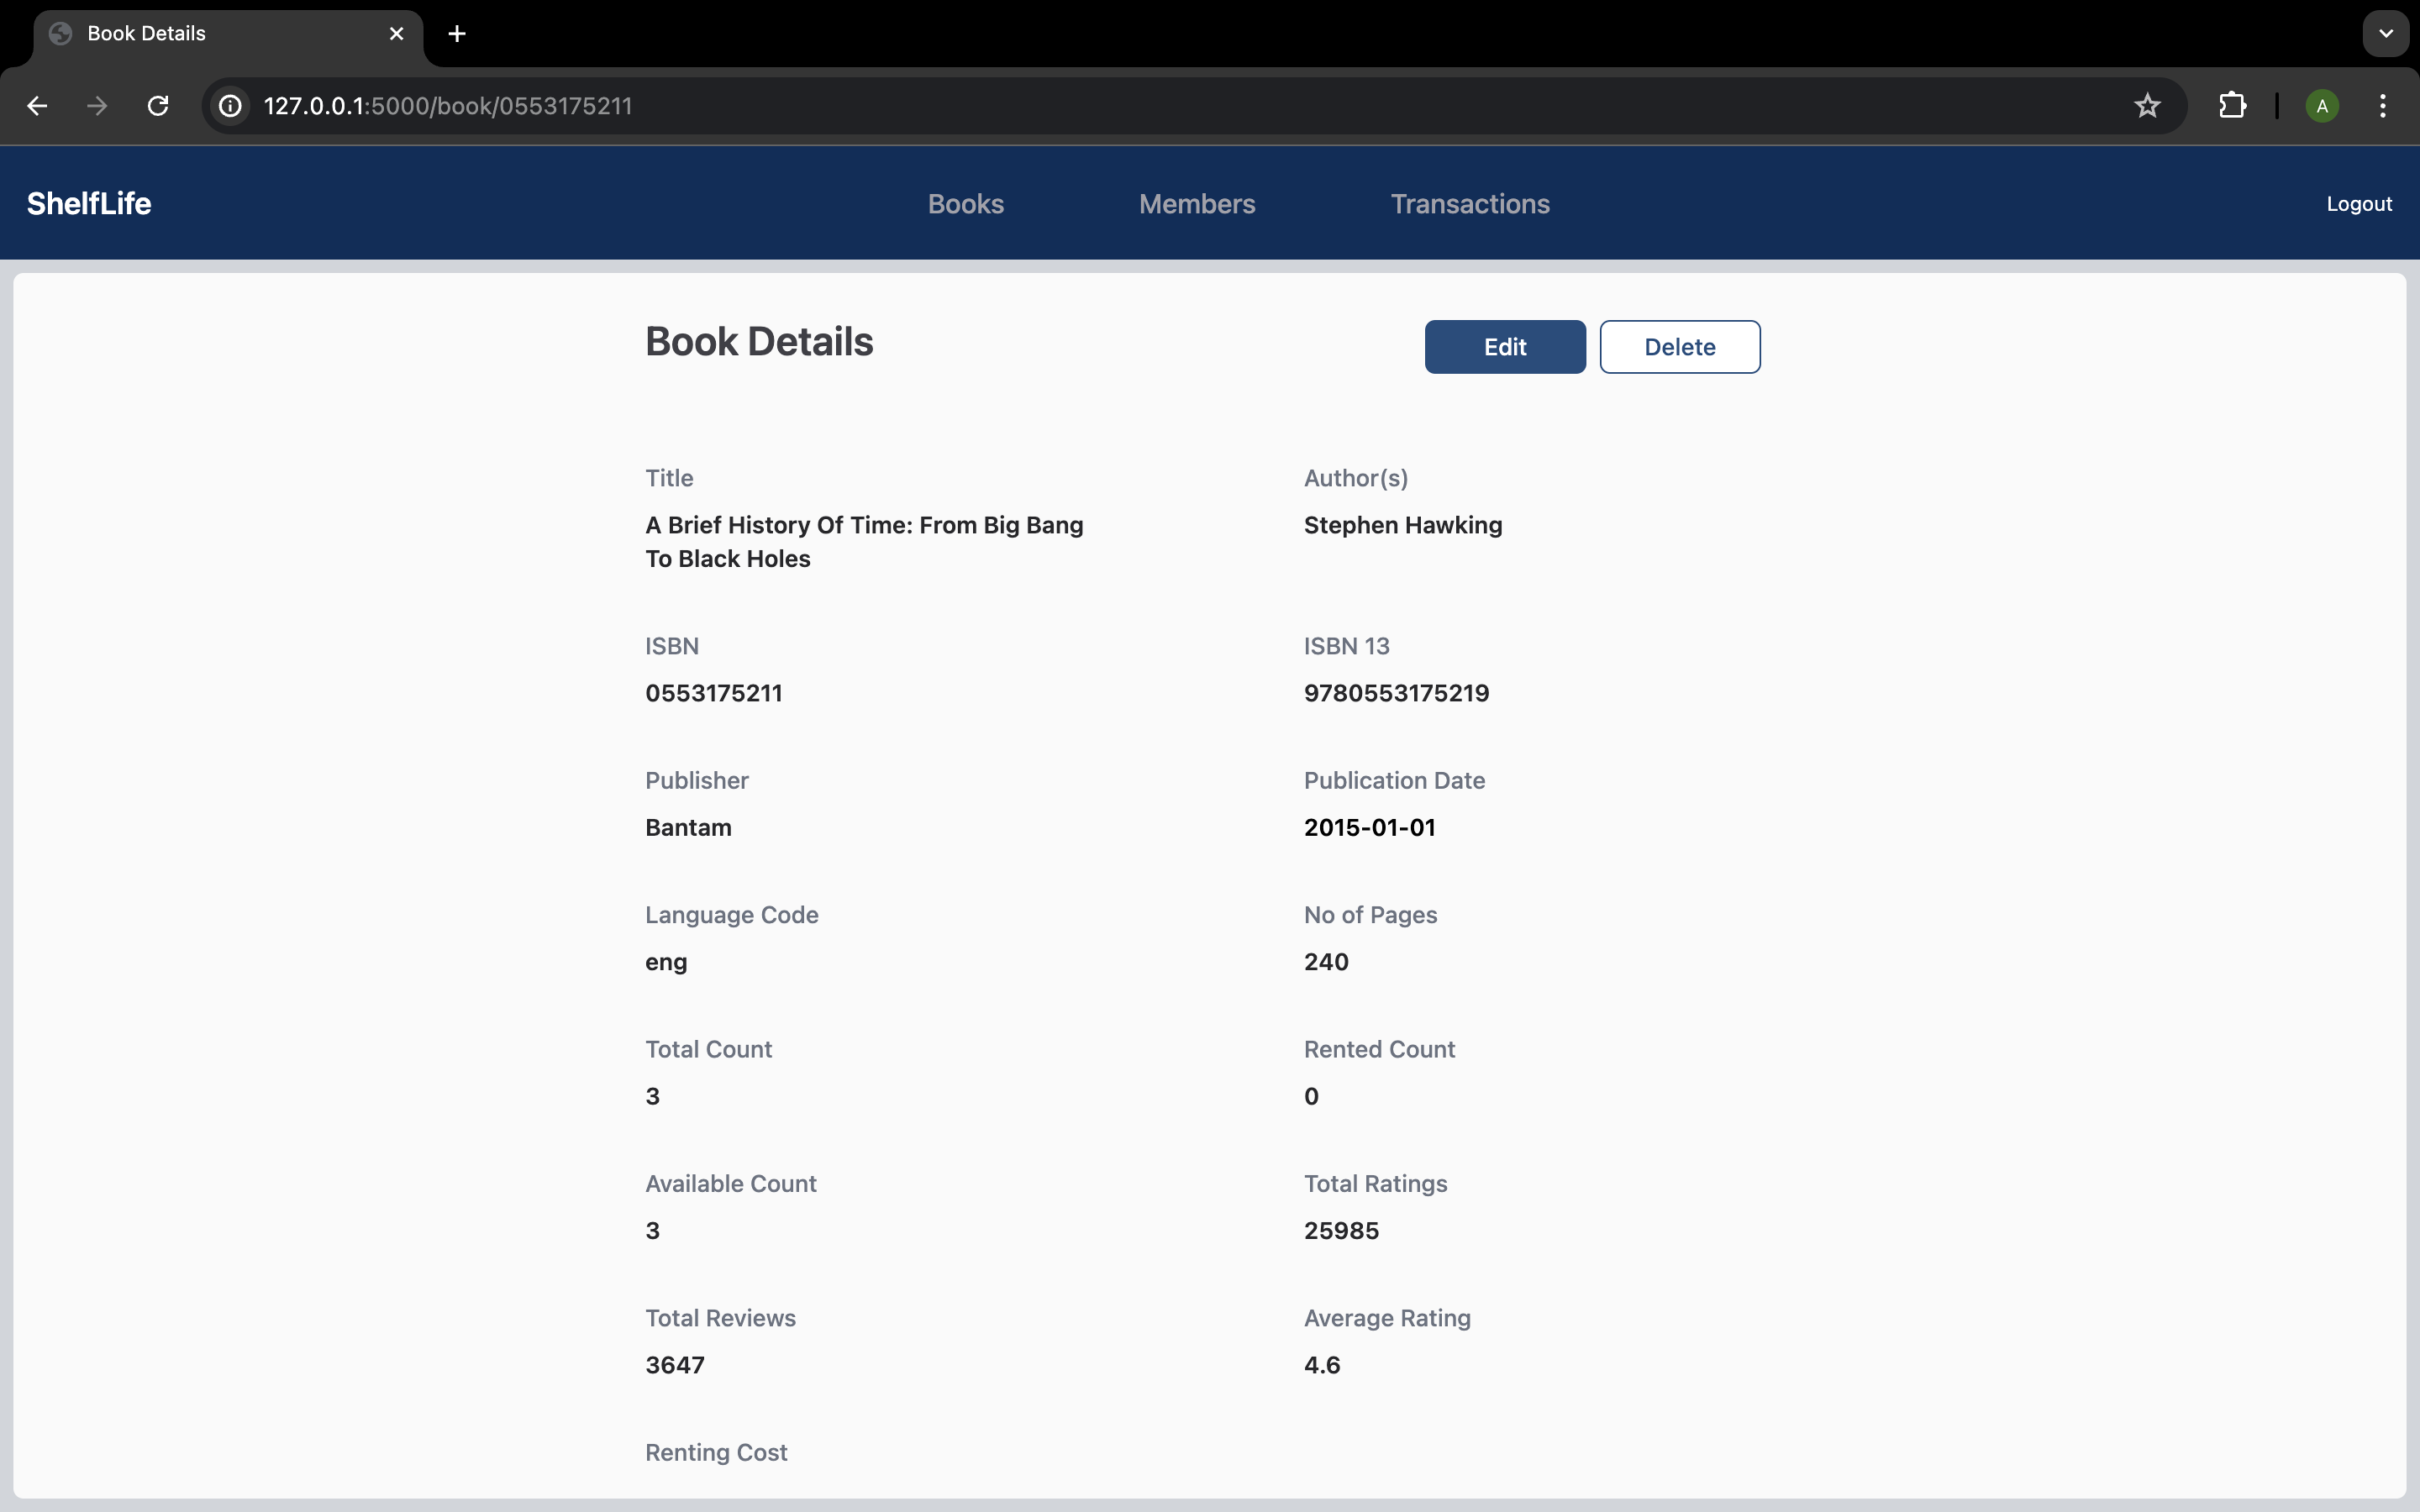 Book Details
127.0.0.1:5000/book/0553175211
A
ShelfLife
Books
Members
Transactions
Logout
Book Details
Edit
Delete
Title
Author(s)
A Brief History Of Time: From Big Bang
To Black Holes
Stephen Hawking
ISBN
ISBN 13
0553175211
9780553175219
Publisher
Publication Date
Bantam
2015-01-01
Language Code
No of Pages
eng
240
Total Count
Rented Count
3
0
Available Count
Total Ratings
3
25985
Total Reviews
Average Rating
3647
4.6
Renting Cost